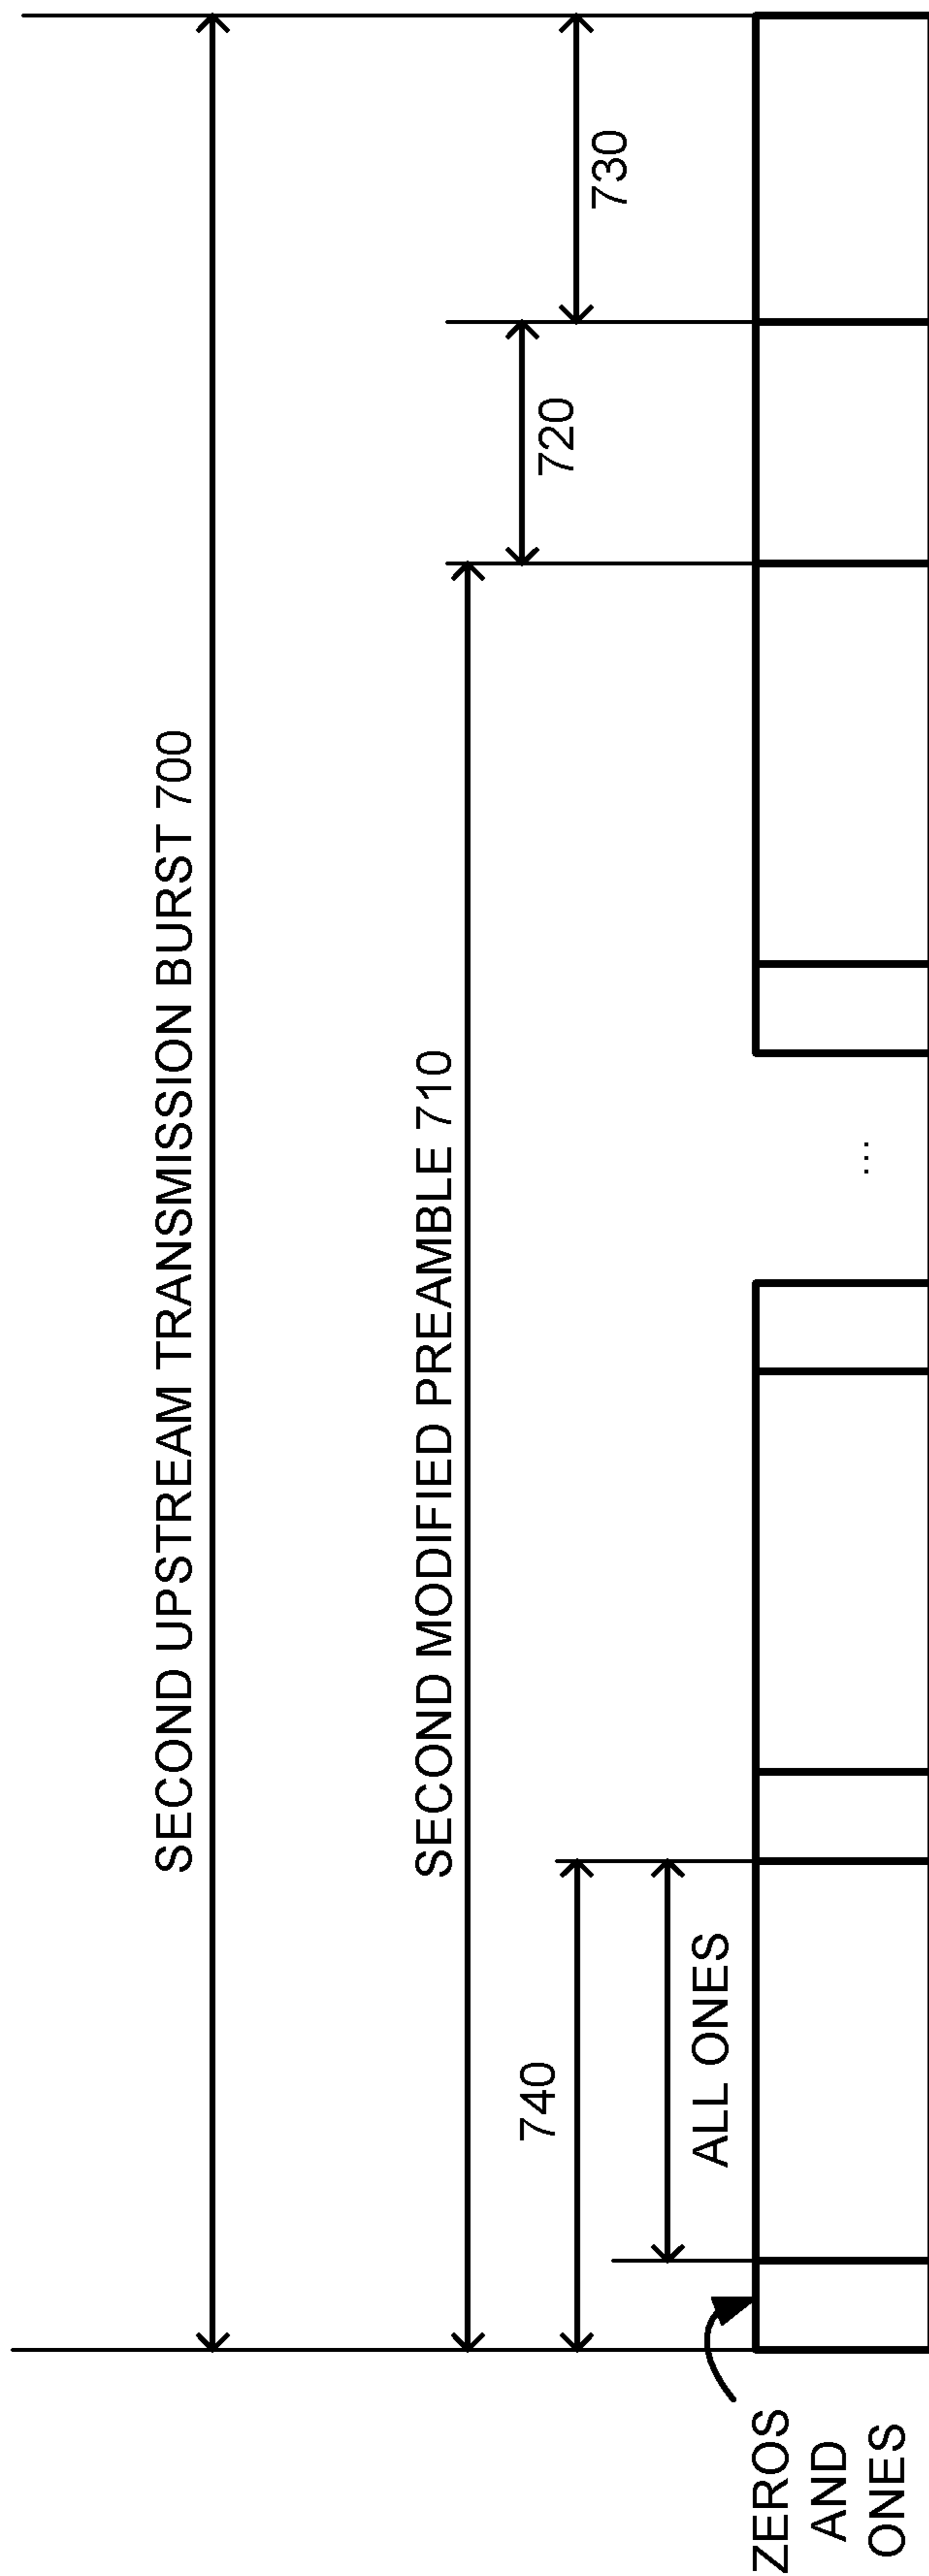 SECOND UPSTREAM TRANSMISSION BURST 700
SECOND MODIFIED PREAMBLE 710
720
730
740
ALL ONES
ZEROS
AND
ONES
...